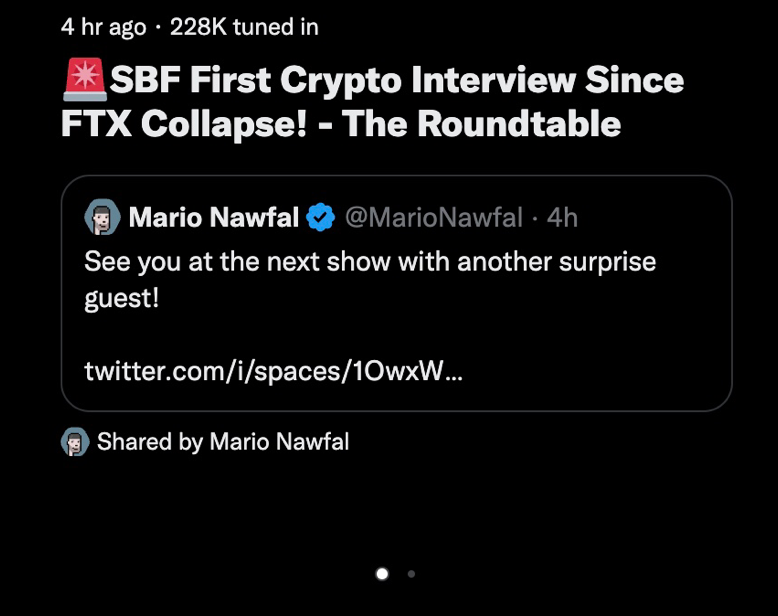 4 hr ago · 228K tuned in
🚨SBF First Crypto Interview Since
FTX Collapse! - The Roundtable
Mario Nawfal @MarioNawfal · 4h
See you at the next show with another surprise
guest!
twitter.com/i/spaces/1OwxW...
Shared by Mario Nawfal